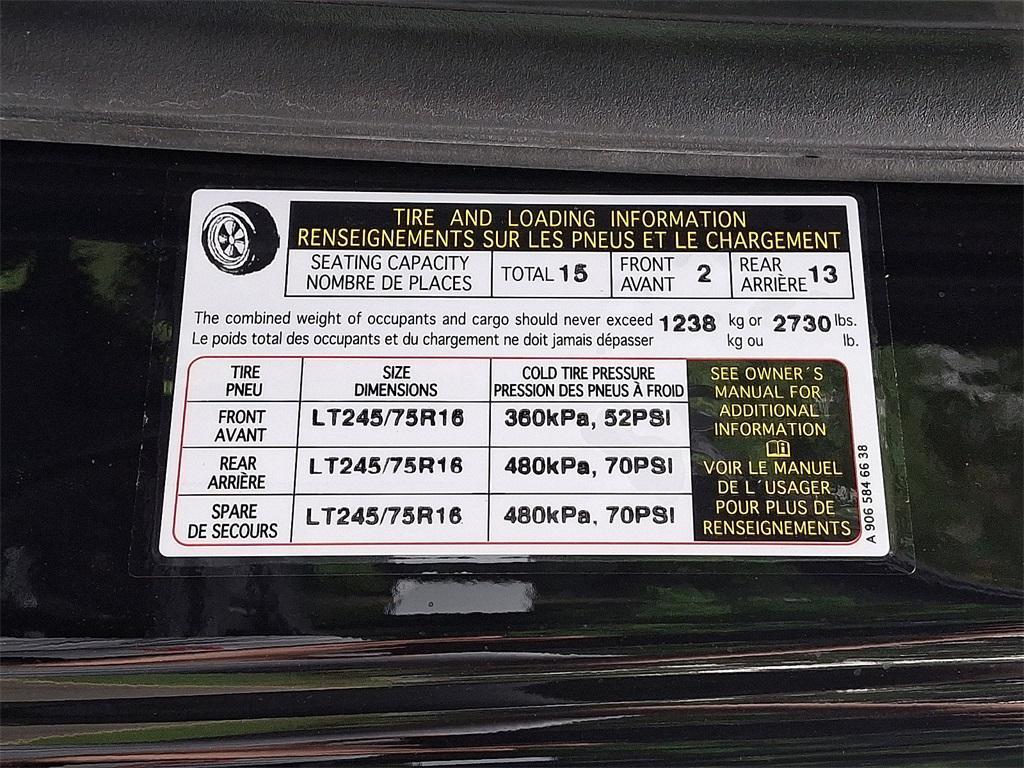 TIRE AND LOADING INFORMATION
RENSEIGNEMENTS SUR LES PNEUS ET LE CHARGEMENT
SEATING CAPACITY
NOMBRE DE PLACES
TOTAL 15
FRONT
AVANT 2
REAR
ARRIÈRE 13
The combined weight of occupants and cargo should never exceed 1238 kg or 2730 lbs.
Le poids total des occupants et du chargement ne doit jamais dépasser kg ou lb.
TIRE
PNEU
SIZE
DIMENSIONS
COLD TIRE PRESSURE
PRESSION DES PNEUS À FROID
FRONT
AVANT
LT245/75R16
360kPa, 52PSI
REAR
ARRIÈRE
LT245/75R16
480kPa, 70PSI
SPARE
DE SECOURS
LT245/75R16
480kPa, 70PSI
SEE OWNER´S
MANUAL FOR
ADDITIONAL
INFORMATION
VOIR LE MANUEL
DE L´USAGER
POUR PLUS DE
RENSEIGNEMENTS
A 906 584 66 38